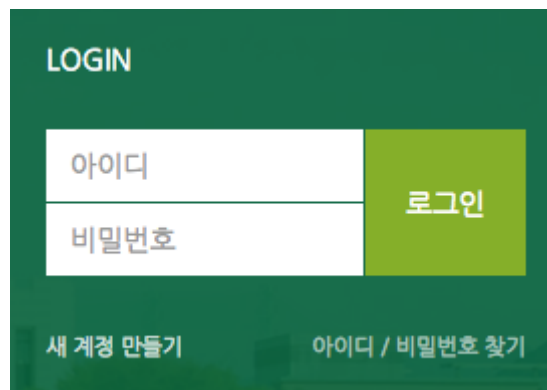 LOGIN
아이디
로그인
비밀번호
새 계정 만들기
아이디 / 비밀번호 찾기